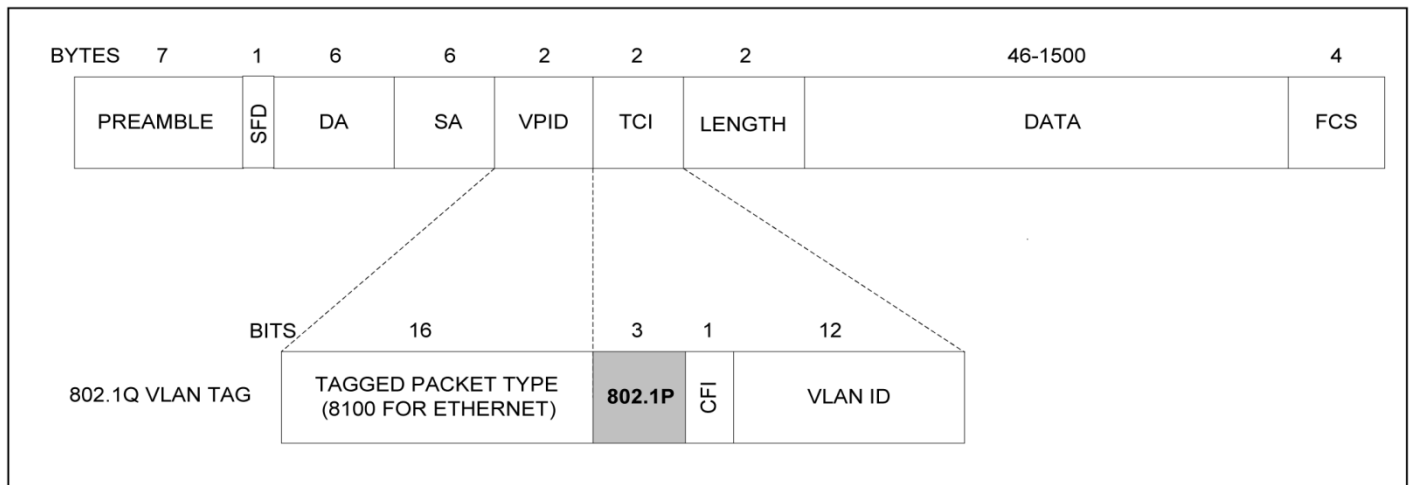 BYTES 7 1 6 6 2 2 2 46-1500 4
PREAMBLE SFD DA SA VPID TCI LENGTH DATA FCS
BITS 16 3 1 12
802.1Q VLAN TAG TAGGED PACKET TYPE
(8100 FOR ETHERNET) 802.1P CFI VLAN ID